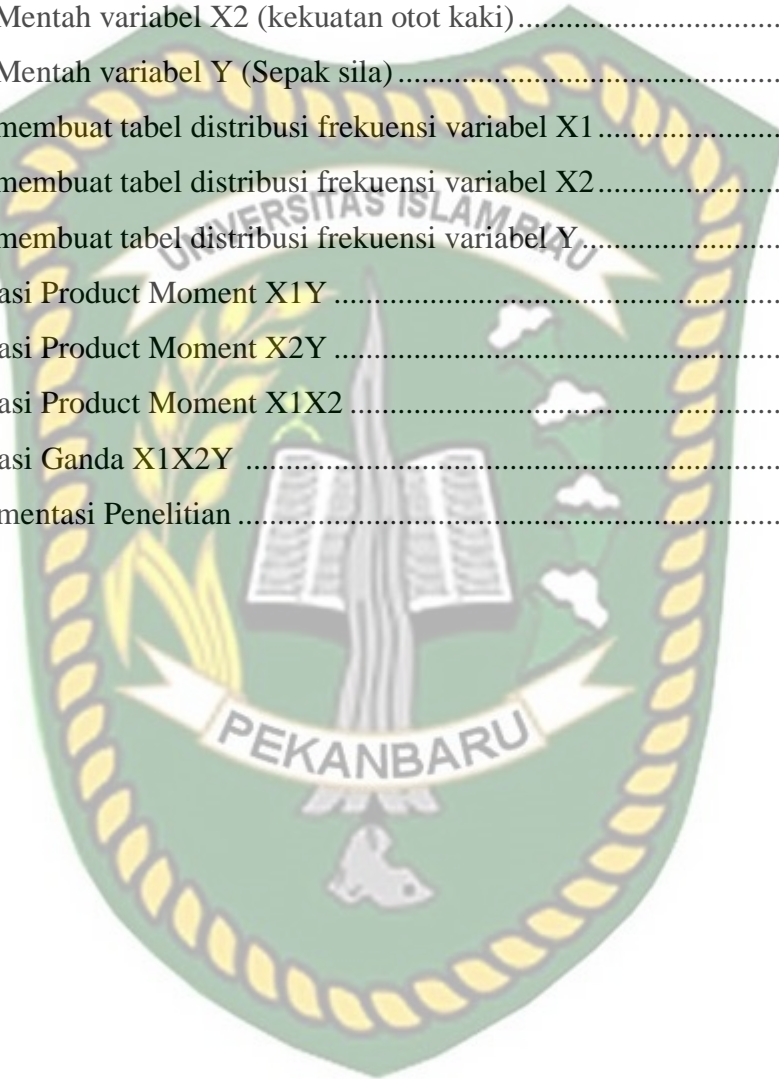 Mentah variabel X2 (kekuatan otot kaki)..................................
Mentah variabel Y (Sepak sila)................................................
membuat tabel distribusi frekuensi variabel X1.......................
membuat tabel distribusi frekuensi variabel X2.......................
UNIVERSITAS ISLAM RIAU
membuat tabel distribusi frekuensi variabel Y.........................
asi Product Moment X1Y........................................................
asi Product Moment X2Y........................................................
asi Product Moment X1X2......................................................
asi Ganda X1X2Y ...................................................................
mentasi Penelitian....................................................................
PEKANBARU